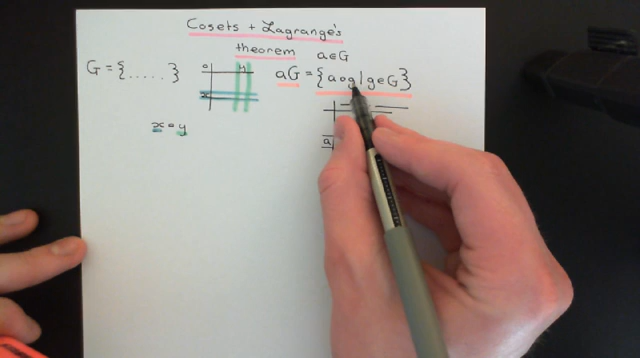 Cosets + Lagrange's
theorem
a∈G
G = {.....}
o y
x
aG = {a∘g|g∈G}
x∘y
a